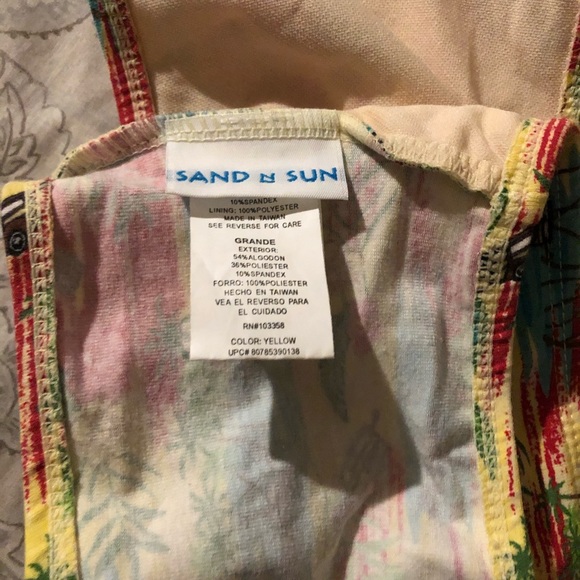 SAND N SUN
10%SPANDEX
LINING: 100%POLYESTER
MADE IN TAIWAN
SEE REVERSE FOR CARE
GRANDE
EXTERIOR:
54%ALGODON
36%POLIESTER
10%SPANDEX
FORRO: 100%POLIESTER
HECHO EN TAIWAN
VEA EL REVERSO PARA
EL CUIDADO
RN#103358
COLOR: YELLOW
UPC# 80785390138